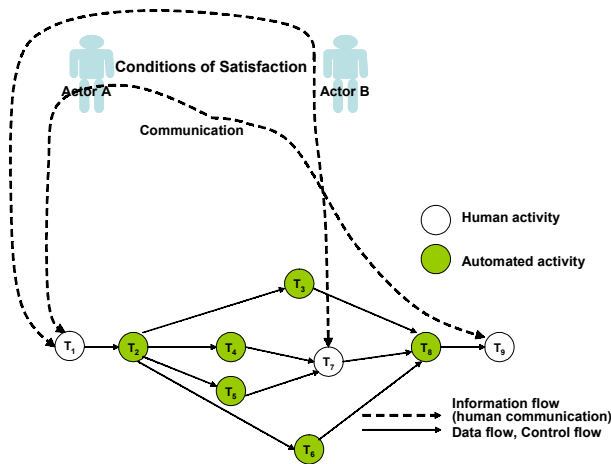 Conditions of Satisfaction
Actor A
Actor B
Communication
Human activity
Automated activity
T3
T1
T2
T4
T7
T8
T9
T5
T6
Information flow
(human communication)
Data flow, Control flow